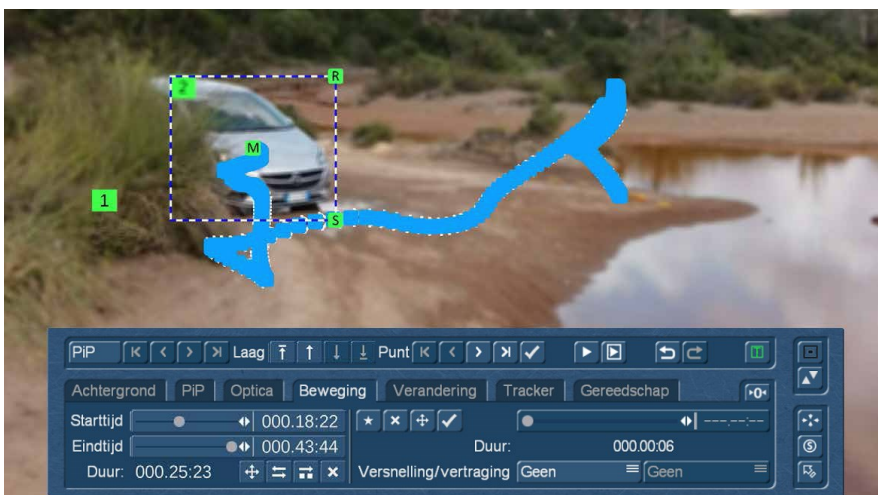 2
R
M
1
S
PiP Laag Punt
Achtergrond PiP Optica Beweging Verandering Tracker Gereedschap
Starttijd 000.18:22 ---.--:--
Eindtijd 000.43:44 Duur: 000.00:06
Duur: 000.25:23 Versnelling/vertraging Geen Geen